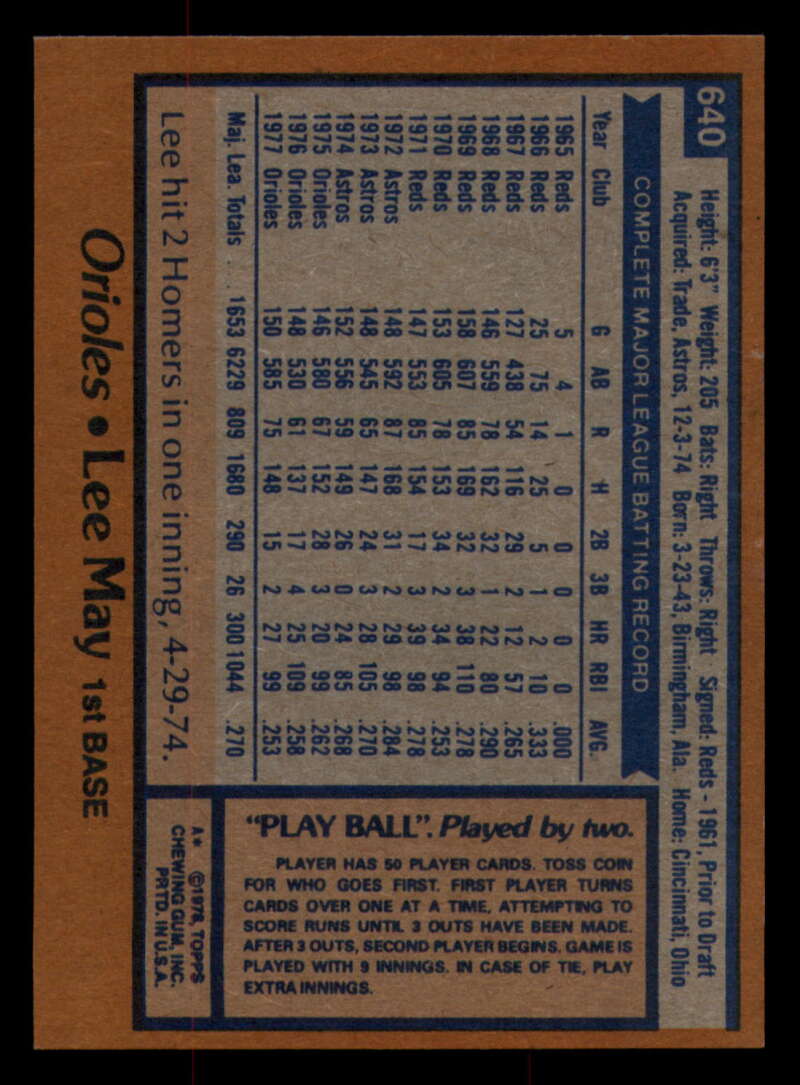 640
Height: 6'3" Weight: 205 Bats: Right Throws: Right Signed: Reds - 1961, Prior to Draft
Acquired: Trade, Astros, 12-3-74 Born: 3-23-43, Birmingham, Ala. Home: Cincinnati, Ohio
COMPLETE MAJOR LEAGUE BATTING RECORD
Year Club G AB R H 2B 3B HR RBI AVG.
1965 Reds 5 4 1 0 0 0 0 0 .000
1966 Reds 25 75 14 25 5 1 2 10 .333
1967 Reds 127 438 54 116 29 2 12 57 .265
1968 Reds 146 559 78 162 32 1 22 80 .290
1969 Reds 158 607 85 169 32 3 38 110 .278
1970 Reds 153 605 78 153 34 2 34 94 .253
1971 Reds 147 553 85 154 17 3 39 98 .278
1972 Astros 148 592 87 168 31 2 29 98 .284
1973 Astros 148 545 65 147 24 3 28 105 .270
1974 Astros 152 556 59 149 26 0 24 85 .268
1975 Orioles 146 580 67 152 28 3 20 99 .262
1976 Orioles 148 530 61 137 17 4 25 109 .258
1977 Orioles 150 585 75 148 15 2 27 99 .253
Maj. Lea. Totals .... 1653 6229 809 1680 290 26 300 1044 .270
Lee hit 2 Homers in one inning, 4-29-74.
Orioles • Lee May 1st BASE
"PLAY BALL". Played by two.
PLAYER HAS 50 PLAYER CARDS. TOSS COIN
FOR WHO GOES FIRST. FIRST PLAYER TURNS
CARDS OVER ONE AT A TIME, ATTEMPTING TO
SCORE RUNS UNTIL 3 OUTS HAVE BEEN MADE.
AFTER 3 OUTS, SECOND PLAYER BEGINS. GAME IS
PLAYED WITH 9 INNINGS. IN CASE OF TIE, PLAY
EXTRA INNINGS.
A* ©1978, TOPPS
CHEWING GUM, INC.
PRTD. IN U.S.A.